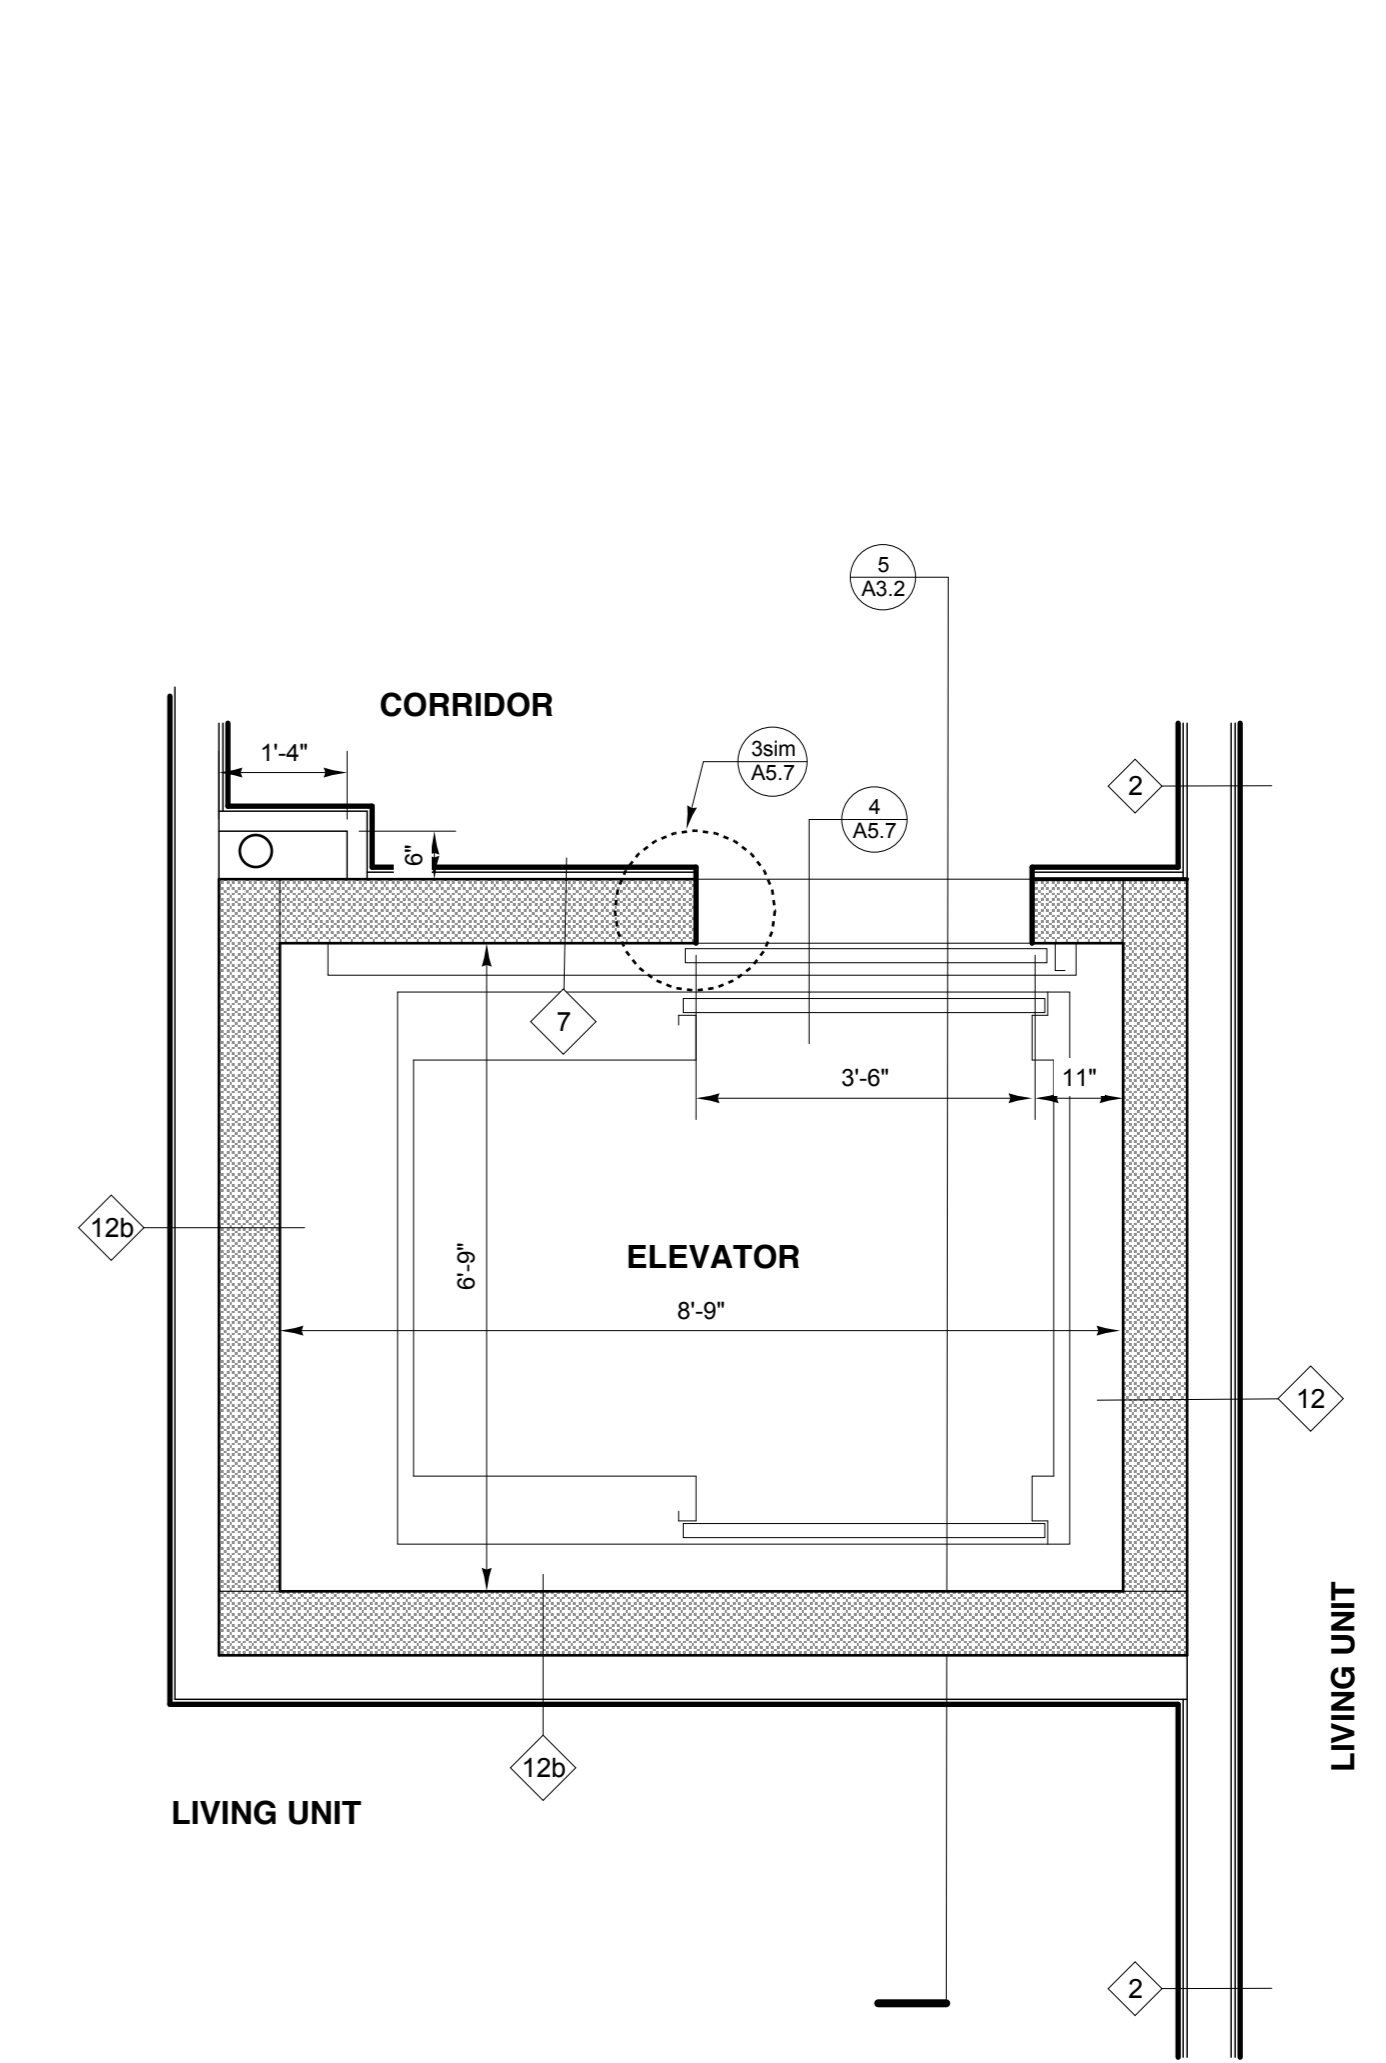 5
A3.2
CORRIDOR
1'-4"
3sim
A5.7
2
4
A5.7
6"
7
3'-6"
11"
12b
6'-9"
ELEVATOR
8'-9"
12
LIVING UNIT
12b
LIVING UNIT
2